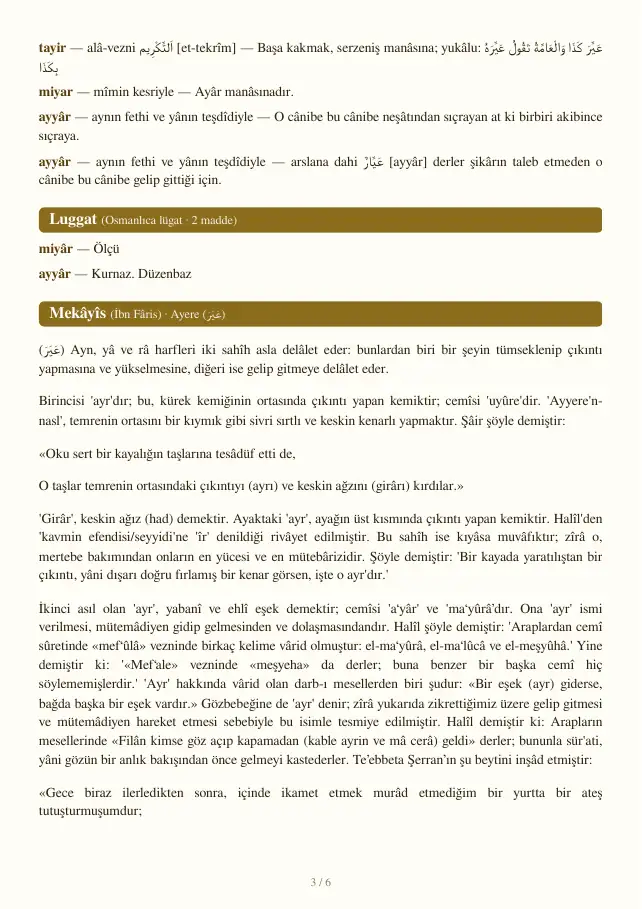 tayir — alâ-vezni اَلتَّكْرِيم [et-tekrîm] — Başa kakmak, serzeniş manâsına; yukâlu: عَيَّرَ كَذَا وَالْعَامَّةُ تَقُولُ عَيَّرَهُ
بِكَذَا
miyar — mîmin kesriyle — Ayâr manâsınadır.
ayyâr — aynın fethi ve yânın teşdîdiyle — O cânibe bu cânibe neşâtından sıçrayan at ki birbiri akibince
sıçraya.
ayyâr — aynın fethi ve yânın teşdîdiyle — arslana dahi عَيَّارٌ [ayyâr] derler şikârın taleb etmeden o
cânibe bu cânibe gelip gittiği için.
Luggat (Osmanlıca lügat · 2 madde)
miyâr — Ölçü
ayyâr — Kurnaz. Düzenbaz
Mekâyîs (İbn Fâris) · Ayere (عَيَرَ)
(عَيَرَ) Ayn, yâ ve râ harfleri iki sahîh asla delâlet eder: bunlardan biri bir şeyin tümseklenip çıkıntı
yapmasına ve yükselmesine, diğeri ise gelip gitmeye delâlet eder.
Birincisi 'ayr'dır; bu, kürek kemiğinin ortasında çıkıntı yapan kemiktir; cemîsi 'uyûre'dir. 'Ayyere'n-
nasl', temrenin ortasını bir kıymık gibi sivri sırtlı ve keskin kenarlı yapmaktır. Şâir şöyle demiştir:
«Oku sert bir kayalığın taşlarına tesâdüf etti de,
O taşlar temrenin ortasındaki çıkıntıyı (ayrı) ve keskin ağzını (girârı) kırdılar.»
'Girâr', keskin ağız (had) demektir. Ayaktaki 'ayr', ayağın üst kısmında çıkıntı yapan kemiktir. Halîl'den
'kavmin efendisi/seyyidi'ne 'îr' denildiği rivâyet edilmiştir. Bu sahîh ise kıyâsa muvâfıktır; zîrâ o,
mertebe bakımından onların en yücesi ve en mütebârizidir. Şöyle demiştir: 'Bir kayada yaratılıştan bir
çıkıntı, yâni dışarı doğru fırlamış bir kenar görsen, işte o ayr'dır.'
İkinci asıl olan 'ayr', yabanî ve ehlî eşek demektir; cemîsi 'a‘yâr' ve 'ma‘yûrâ’dır. Ona 'ayr' ismi
verilmesi, mütemâdiyen gidip gelmesinden ve dolaşmasındandır. Halîl şöyle demiştir: 'Araplardan cemî
sûretinde «mef‘ûlâ» vezninde birkaç kelime vârid olmuştur: el-ma‘yûrâ, el-ma‘lûcâ ve el-meşyûhâ.' Yine
demiştir ki: '«Mef‘ale» vezninde «meşyeha» da derler; buna benzer bir başka cemî hiç
söylememişlerdir.' 'Ayr' hakkında vârid olan darb-ı mesellerden biri şudur: «Bir eşek (ayr) giderse,
bağda başka bir eşek vardır.» Gözbebeğine de 'ayr' denir; zîrâ yukarıda zikrettiğimiz üzere gelip gitmesi
ve mütemâdiyen hareket etmesi sebebiyle bu isimle tesmiye edilmiştir. Halîl demiştir ki: Arapların
mesellerinde «Filân kimse göz açıp kapamadan (kable ayrin ve mâ cerâ) geldi» derler; bununla sür'ati,
yâni gözün bir anlık bakışından önce gelmeyi kastederler. Te’ebbeta Şerran’ın şu beytini inşâd etmiştir:
«Gece biraz ilerledikten sonra, içinde ikamet etmek murâd etmediğim bir yurtta bir ateş
tutuşturmuşumdur;
3 / 6